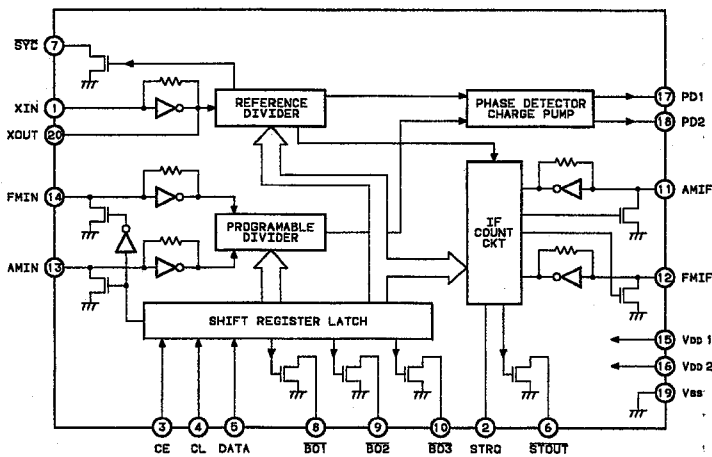 SYC 7
XIN 1
XOUT 20
FMIN 14
AMIN 13
REFERENCE
DIVIDER
PHASE DETECTOR
CHARGE PUMP
17 PD1
18 PD2
PROGRAMABLE
DIVIDER
IF
COUNT
CKT
11 AMIF
12 FMIF
SHIFT REGISTER LATCH
15 VDD 1
16 VDD 2
19 VSS
3 4 5 8 9 10 2 6
CE CL DATA BO1 BO2 BO3 STRQ STOUT